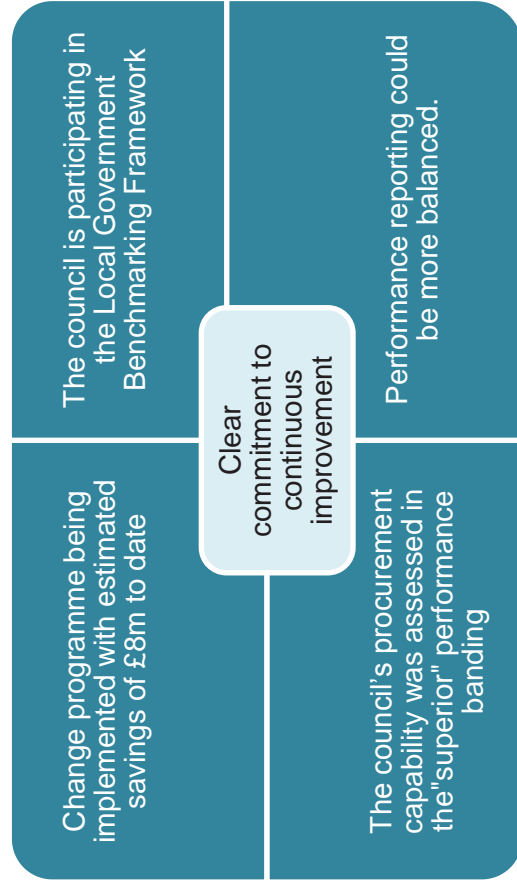 Change programme being
implemented with estimated
savings of £8m to date
The council is participating in
the Local Government
Benchmarking Framework
Clear
commitment to
continuous
improvement
The council's procurement
capability was assessed in
the"superior" performance
banding
Performance reporting could
be more balanced.